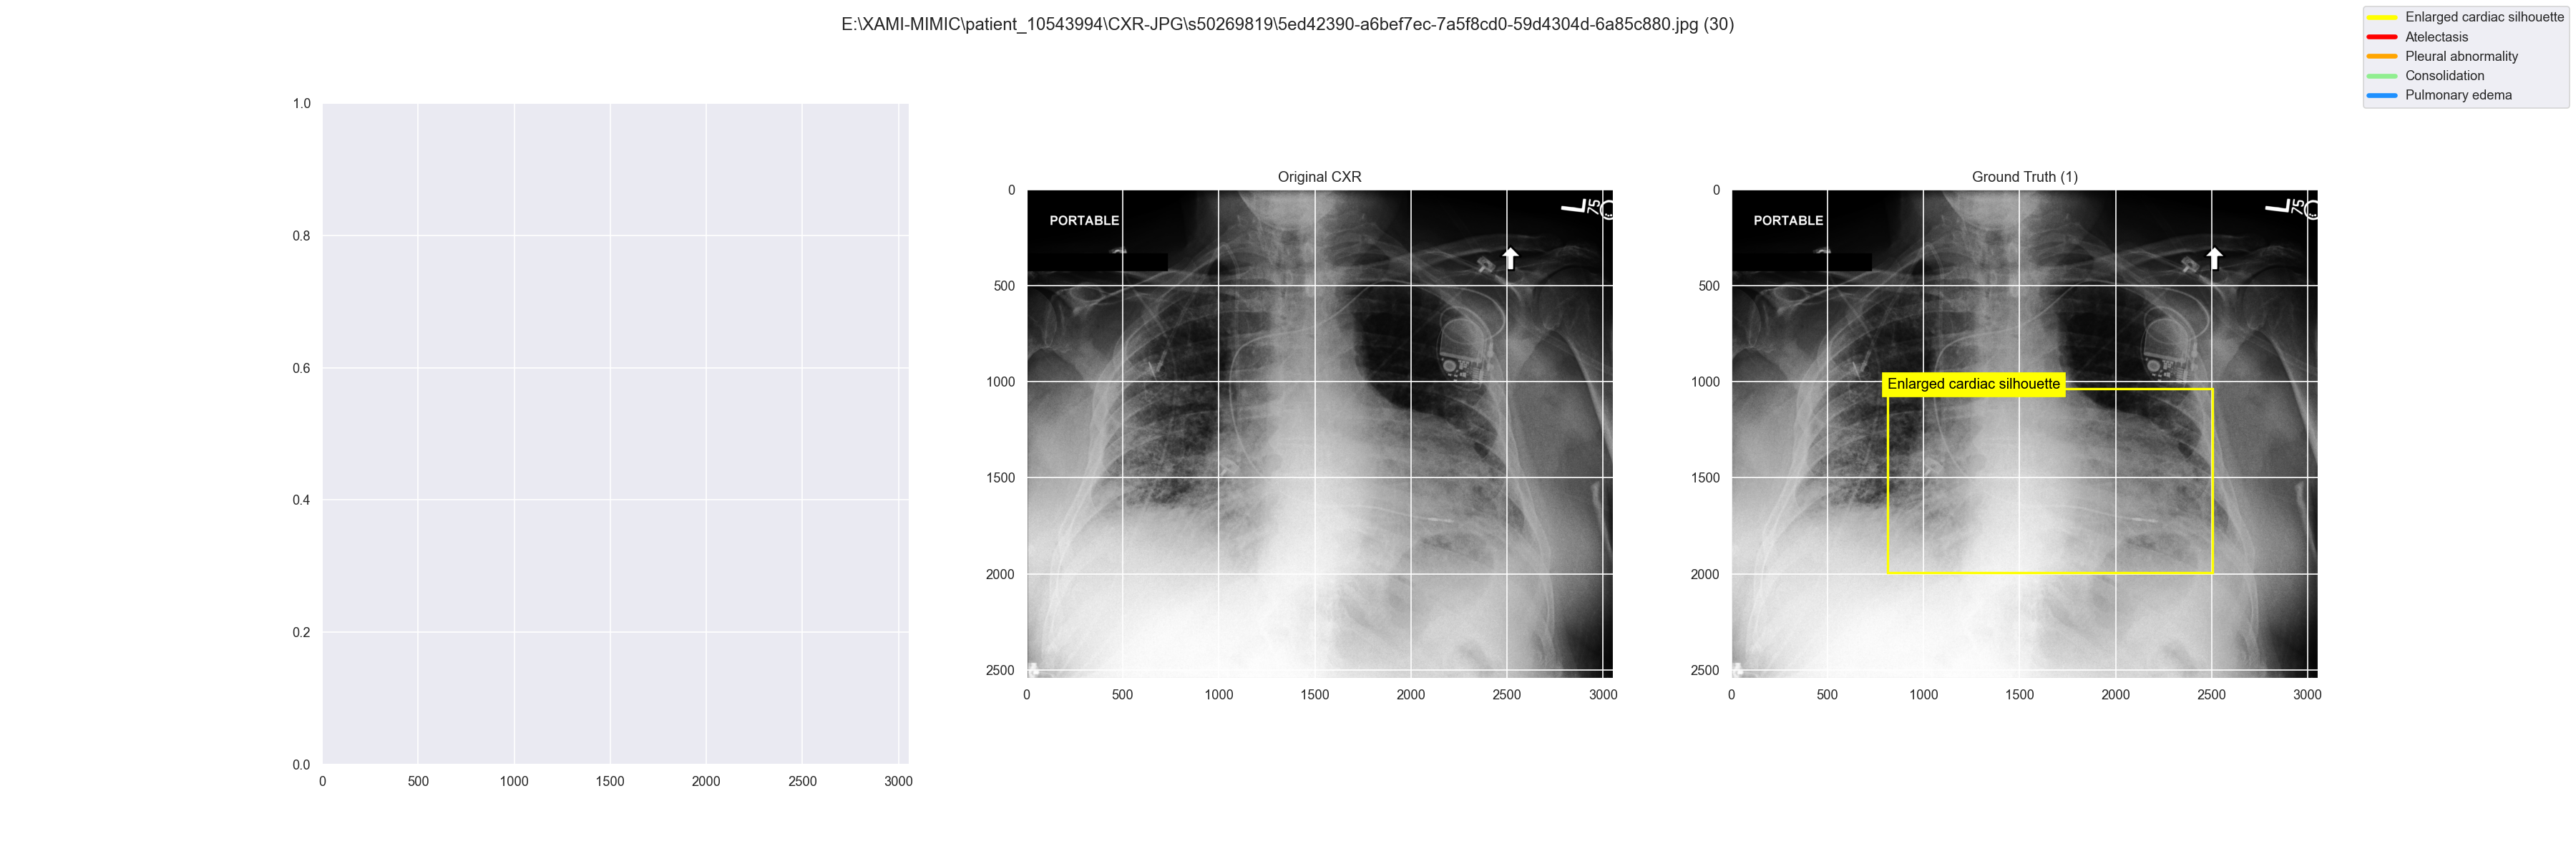 E:\XAMI-MIMIC\patient_10543994\CXR-JPG\s50269819\5ed42390-a6bef7ec-7a5f8cd0-59d4304d-6a85c880.jpg (30)
Enlarged cardiac silhouette
Atelectasis
Pleural abnormality
Consolidation
Pulmonary edema
1.0
0.8
0.6
0.4
0.2
0.0
0 500 1000 1500 2000 2500 3000
Original CXR
0
500
1000
1500
2000
2500
PORTABLE
L
75
0 500 1000 1500 2000 2500 3000
Ground Truth (1)
0
500
1000
1500
2000
2500
PORTABLE
L
75
Enlarged cardiac silhouette
0 500 1000 1500 2000 2500 3000